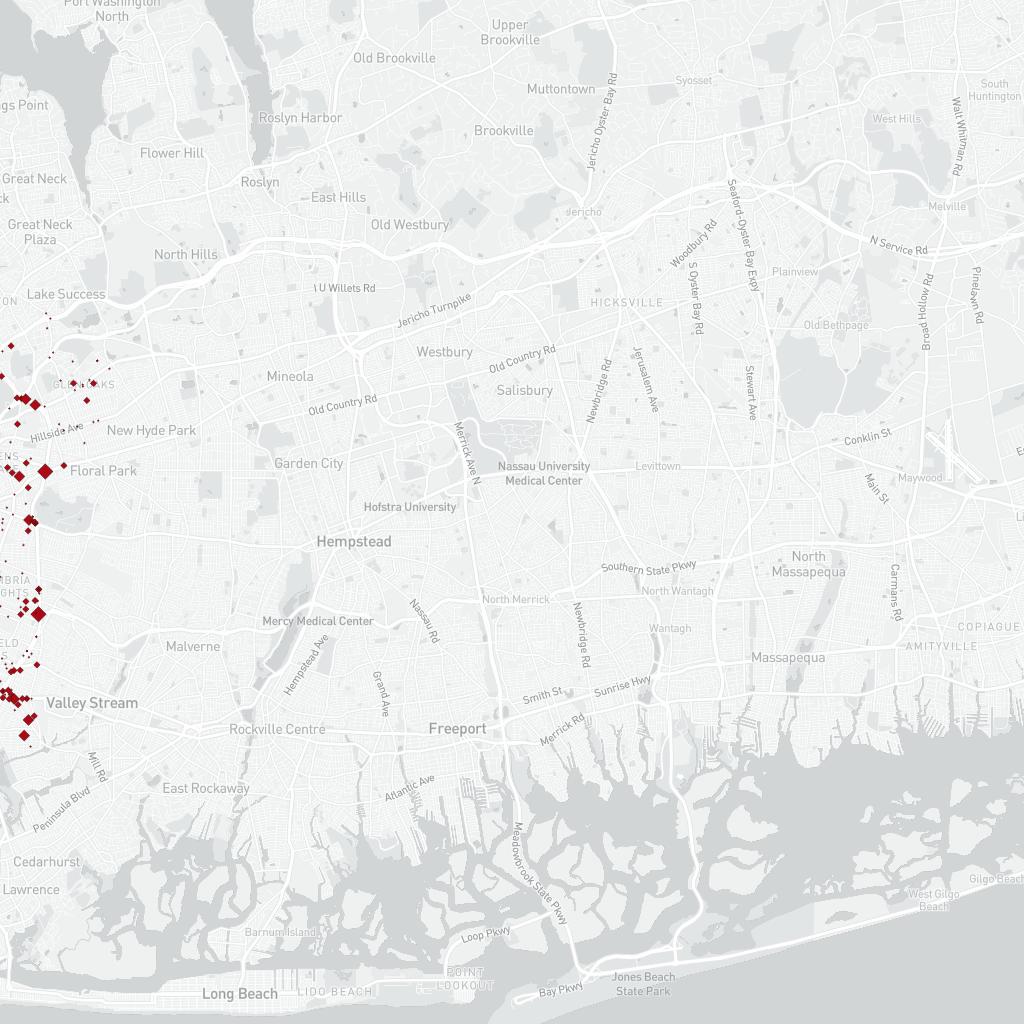 Port Washington
North
Upper
Brookville
Old Brookville
Syosset
South
Huntington
Muttontown
Jericho Oyster Bay Rd
Walt Whitman Rd
West Hills
Roslyn Harbor
Brookville
Flower Hill
Great Neck
Roslyn
East Hills
Seaford-Oyster Bay Expy
Melville
Jericho
Great Neck
Plaza
Old Westbury
Woodbury Rd
N Service Rd
North Hills
Plainview
Lake Success
I U Willets Rd
S Oyster Bay Rd
Broad Hollow Rd
Pinelawn Rd
HICKSVILLE
Jericho Turnpike
Old Bethpage
Westbury
Old Country Rd
Mineola
Newbridge Rd
Jerusalem Ave
Stewart Ave
Salisbury
Old Country Rd
Hillside Ave
New Hyde Park
Merrick Ave N
Conklin St
Garden City
Floral Park
Nassau University
Medical Center
Levittown
Maywood
Main St
Hofstra University
Hempstead
North
Massapequa
Southern State Pkwy
North Wantagh
Carmans Rd
North Merrick
Nassau Rd
Newbridge Rd
Mercy Medical Center
Wantagh
COPIAGUE
AMITYVILLE
Malverne
Hempstead Ave
Massapequa
Grand Ave
Smith St
Sunrise Hwy
Valley Stream
Rockville Centre
Freeport
Merrick Rd
Mill Rd
Atlantic Ave
East Rockaway
Peninsula Blvd
Meadowbrook State Pkwy
Cedarhurst
Lawrence
Gilgo Beach
West Gilgo
Beach
Barnum Island
Loop Pkwy
POINT
LOOKOUT
Jones Beach
State Park
Long Beach
LIDO BEACH
Bay Pkwy